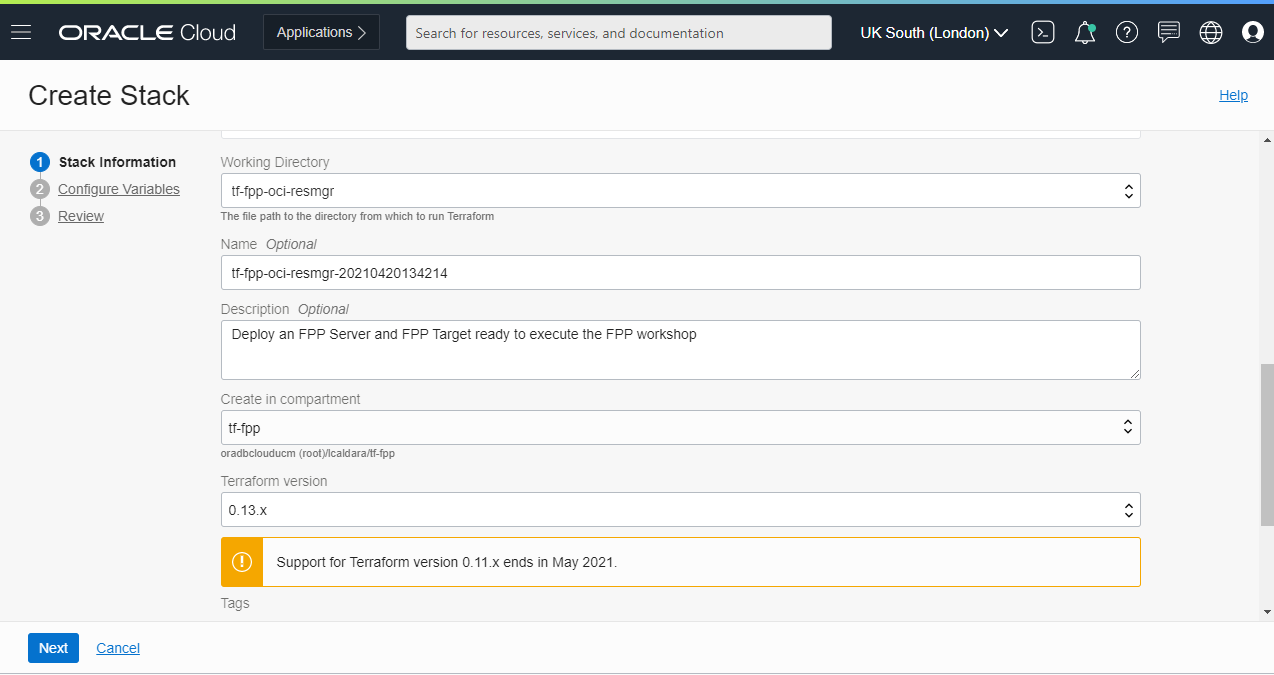 ORACLE Cloud
Applications
Search for resources, services, and documentation
UK South (London)
Create Stack
Help
1 Stack Information
2 Configure Variables
3 Review
Working Directory
tf-fpp-oci-resmgr
The file path to the directory from which to run Terraform
Name Optional
tf-fpp-oci-resmgr-20210420134214
Description Optional
Deploy an FPP Server and FPP Target ready to execute the FPP workshop
Create in compartment
tf-fpp
oradbclouducm (root)/lcaldara/tf-fpp
Terraform version
0.13.x
Support for Terraform version 0.11.x ends in May 2021.
Tags
Next
Cancel